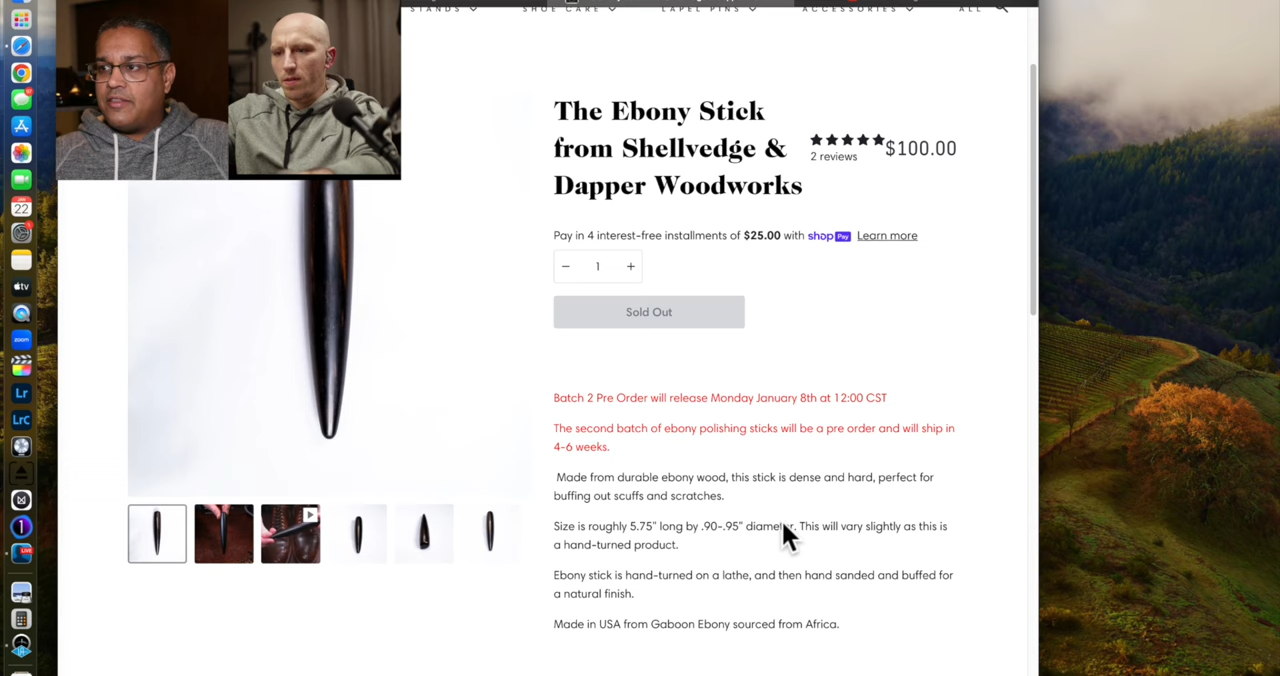 STANDS
SHOE CARE
LAPEL PINS
ACCESSORIES
ALL
The Ebony Stick
from Shellvedge &
Dapper Woodworks
2 reviews
$100.00
Pay in 4 interest-free installments of $25.00 with shop Pay Learn more
− 1 +
Sold Out
Batch 2 Pre Order will release Monday January 8th at 12:00 CST
The second batch of ebony polishing sticks will be a pre order and will ship in
4-6 weeks.
Made from durable ebony wood, this stick is dense and hard, perfect for
buffing out scuffs and scratches.
Size is roughly 5.75" long by .90-.95" diameter. This will vary slightly as this is
a hand-turned product.
Ebony stick is hand-turned on a lathe, and then hand sanded and buffed for
a natural finish.
Made in USA from Gaboon Ebony sourced from Africa.
22
tv
zoom
Lr
LrC
1
LIVE